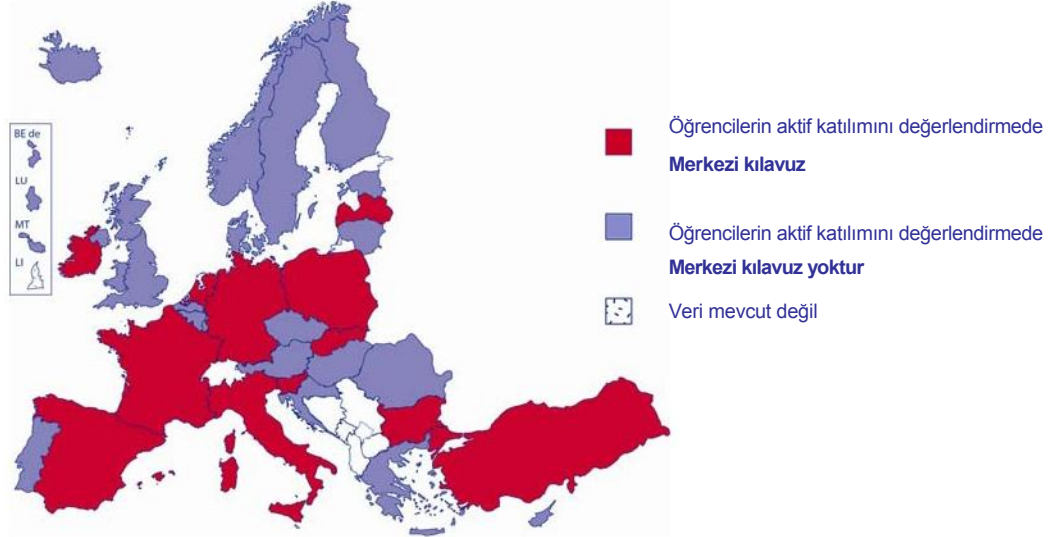 BE de
LU
MT
LI
Öğrencilerin aktif katılımını değerlendirmede
Merkezi kılavuz
Öğrencilerin aktif katılımını değerlendirmede
Merkezi kılavuz yoktur
Veri mevcut değil